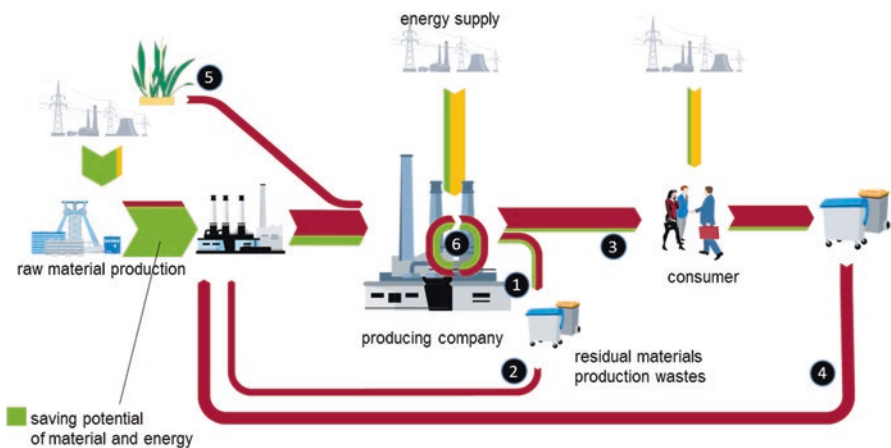 energy supply
5
raw material production
6
3
consumer
1
producing company
residual materials
production wastes
2
4
saving potential
of material and energy